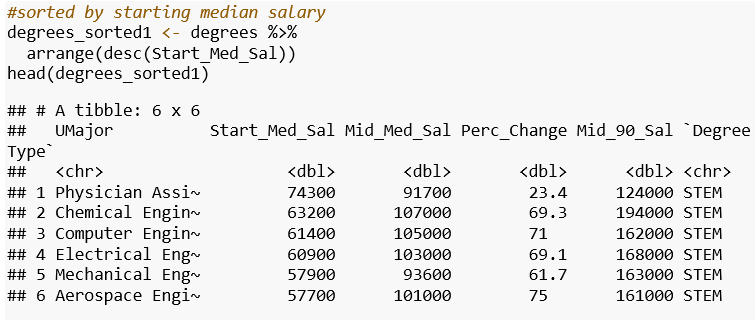 #sorted by starting median salary
degrees_sorted1 <- degrees %>%
  arrange(desc(Start_Med_Sal))
head(degrees_sorted1)
## # A tibble: 6 x 6
##   UMajor          Start_Med_Sal Mid_Med_Sal Perc_Change Mid_90_Sal `Degree
Type`
##   <chr>                   <dbl>       <dbl>       <dbl>      <dbl> <chr>
## 1 Physician Assi~         74300       91700        23.4     124000 STEM
## 2 Chemical Engin~         63200      107000        69.3     194000 STEM
## 3 Computer Engin~         61400      105000        71       162000 STEM
## 4 Electrical Eng~         60900      103000        69.1     168000 STEM
## 5 Mechanical Eng~         57900       93600        61.7     163000 STEM
## 6 Aerospace Engi~         57700      101000        75       161000 STEM